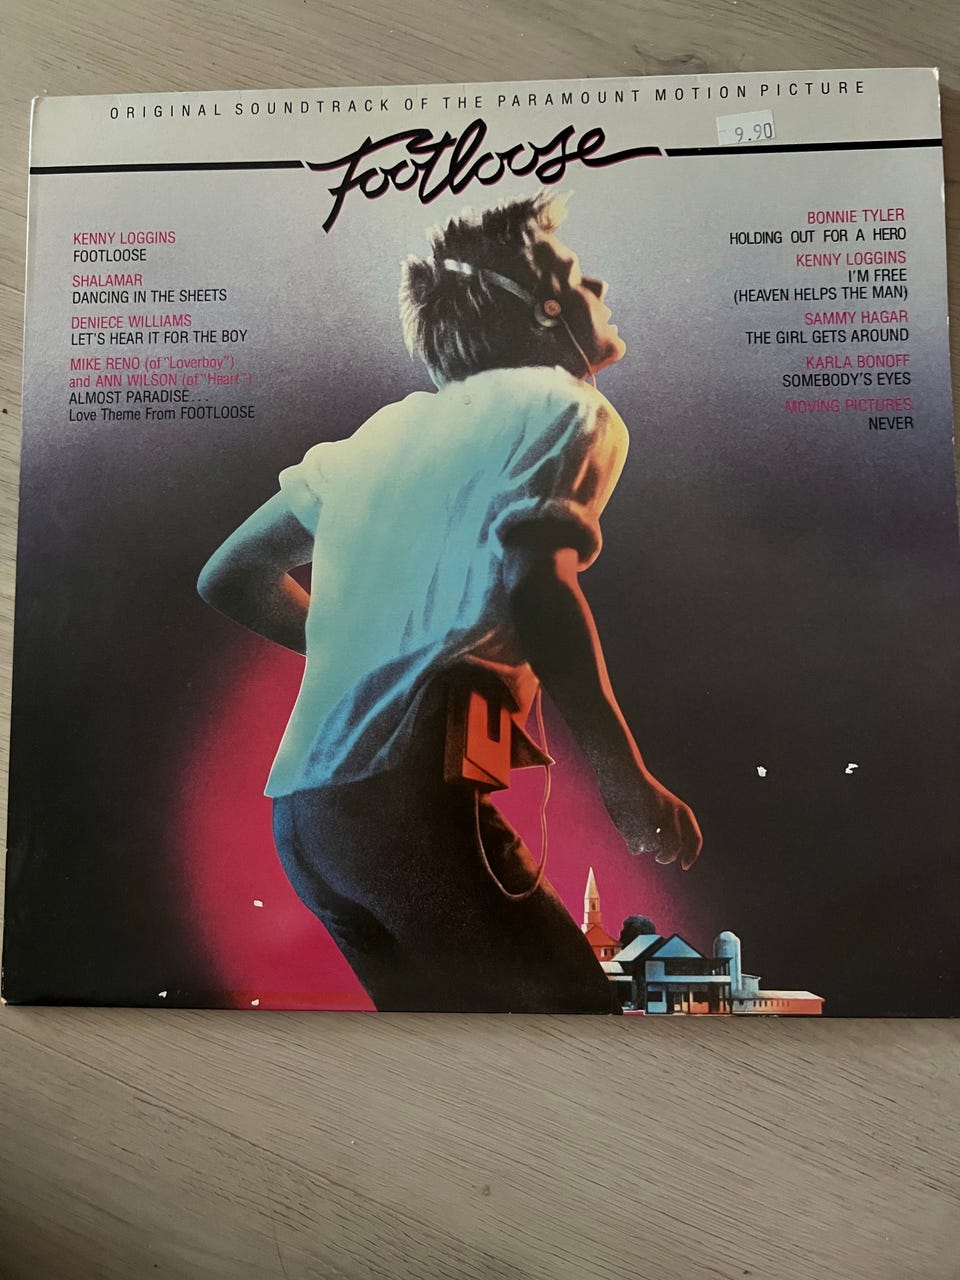 ORIGINAL SOUNDTRACK OF THE PARAMOUNT MOTION PICTURE
9.90
Footloose
KENNY LOGGINS
FOOTLOOSE
SHALAMAR
DANCING IN THE SHEETS
DENIECE WILLIAMS
LET'S HEAR IT FOR THE BOY
MIKE RENO (of "Loverboy")
and ANN WILSON (of "Heart")
ALMOST PARADISE...
Love Theme From FOOTLOOSE
BONNIE TYLER
HOLDING OUT FOR A HERO
KENNY LOGGINS
I'M FREE
(HEAVEN HELPS THE MAN)
SAMMY HAGAR
THE GIRL GETS AROUND
KARLA BONOFF
SOMEBODY'S EYES
MOVING PICTURES
NEVER